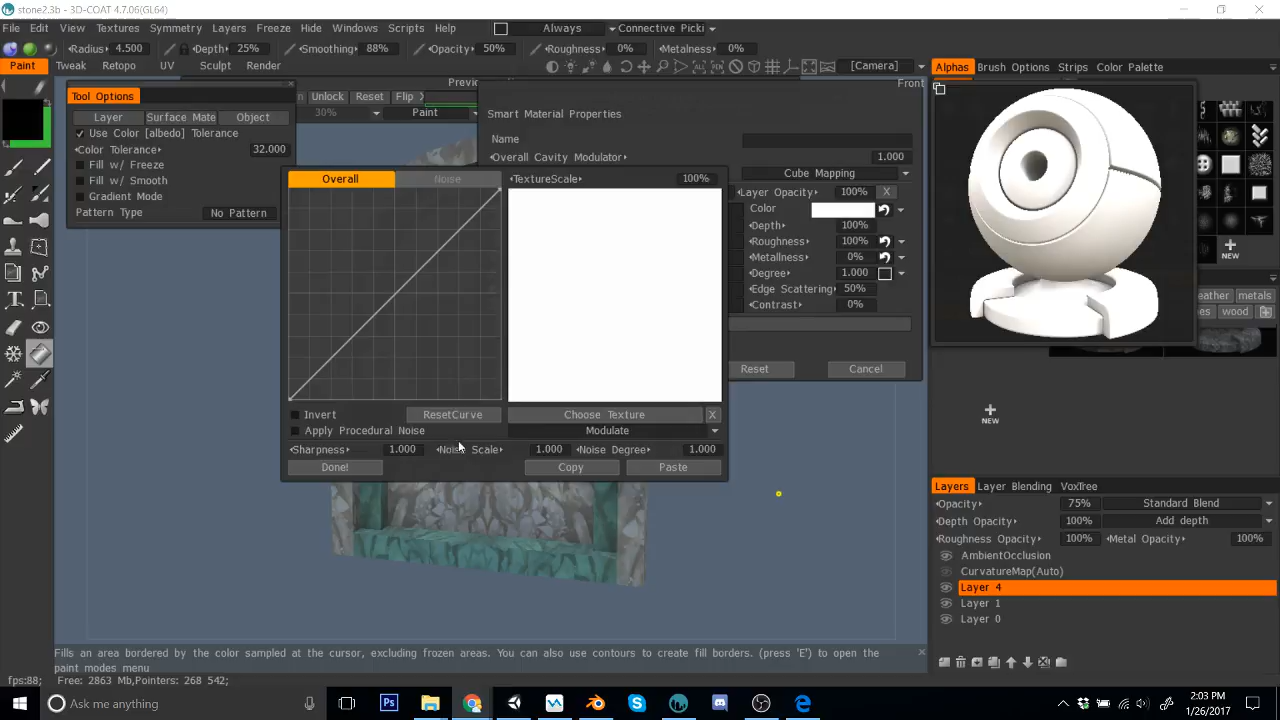 stone2.3b - 3D-COAT 4.7.06(GL64)
File Edit View Textures Symmetry Layers Freeze Hide Windows Scripts Help Always Connective Picki
Radius 4.500 Depth 25% Smoothing 88% Opacity 50% Roughness 0% Metalness 0%
Paint Tweak Retopo UV Sculpt Render [Camera]
Alphas Brush Options Strips Color Palette
Previ
Front
Tool Options
Unlock Reset Flip
30% Paint
Layer Surface Mate Object
Use Color [albedo] Tolerance
Color Tolerance 32.000
Fill w/ Freeze
Fill w/ Smooth
Gradient Mode
Pattern Type No Pattern
Smart Material Properties
Name
Overall Cavity Modulator 1.000
Cube Mapping
Layer Opacity 100% X
Color
Depth 100%
Roughness 100%
Metallness 0%
Degree 1.000
Edge Scattering 50%
Contrast 0%
Reset Cancel
Overall Noise
TextureScale 100%
Invert ResetCurve Choose Texture X
Apply Procedural Noise Modulate
Sharpness 1.000 Noise Scale 1.000 Noise Degree 1.000
Done! Copy Paste
NEW
eather metals
es wood
NEW
Layers Layer Blending VoxTree
Opacity 75% Standard Blend
Depth Opacity 100% Add depth
Roughness Opacity 100% Metal Opacity 100%
AmbientOcclusion
CurvatureMap(Auto)
Layer 4
Layer 1
Layer 0
Fills an area bordered by the color sampled at the cursor, excluding frozen areas. You can also use contours to create fill borders. (press 'E') to open the
paint modes menu
fps:88; Free: 2863 Mb,Pointers: 268 542;
Ask me anything
2:03 PM
1/26/2017